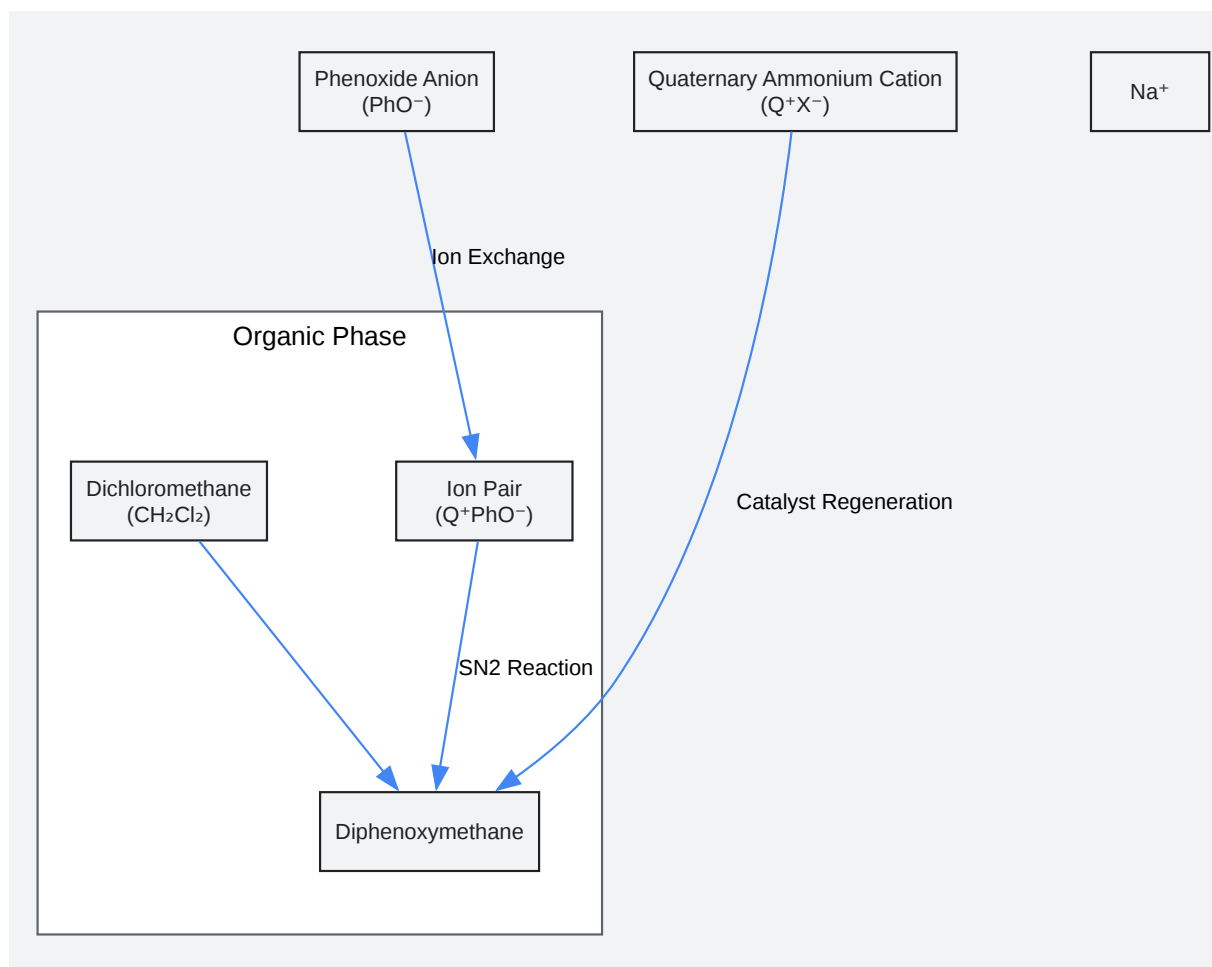 Phenoxide Anion
(PhO⁻)
Quaternary Ammonium Cation
(Q⁺X⁻)
Na⁺
Ion Exchange
Organic Phase
Dichloromethane
(CH₂Cl₂)
Ion Pair
(Q⁺PhO⁻)
Catalyst Regeneration
SN2 Reaction
Diphenoxymethane